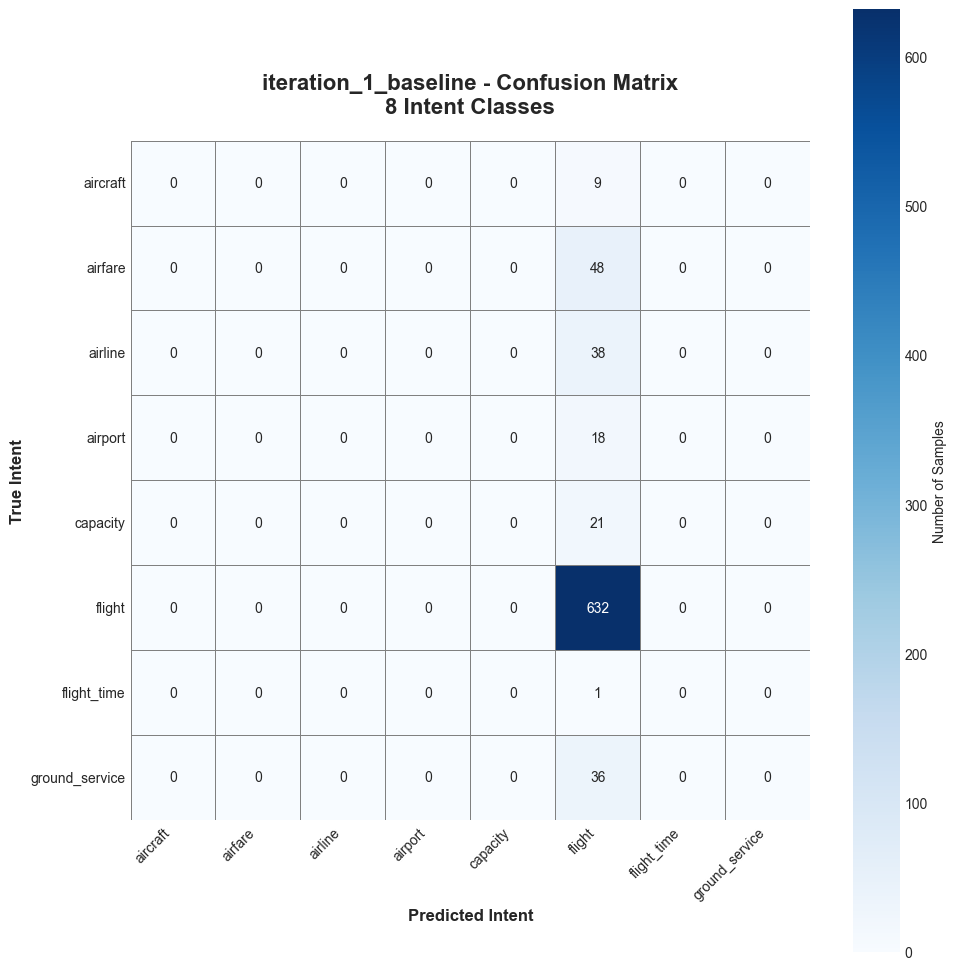 iteration_1_baseline - Confusion Matrix
8 Intent Classes
True Intent
aircraft 0 0 0 0 0 9 0 0
airfare 0 0 0 0 0 48 0 0
airline 0 0 0 0 0 38 0 0
airport 0 0 0 0 0 18 0 0
capacity 0 0 0 0 0 21 0 0
flight 0 0 0 0 0 632 0 0
flight_time 0 0 0 0 0 1 0 0
ground_service 0 0 0 0 0 36 0 0
aircraft airfare airline airport capacity flight flight_time ground_service
Predicted Intent
600
500
400
300
200
100
0
Number of Samples